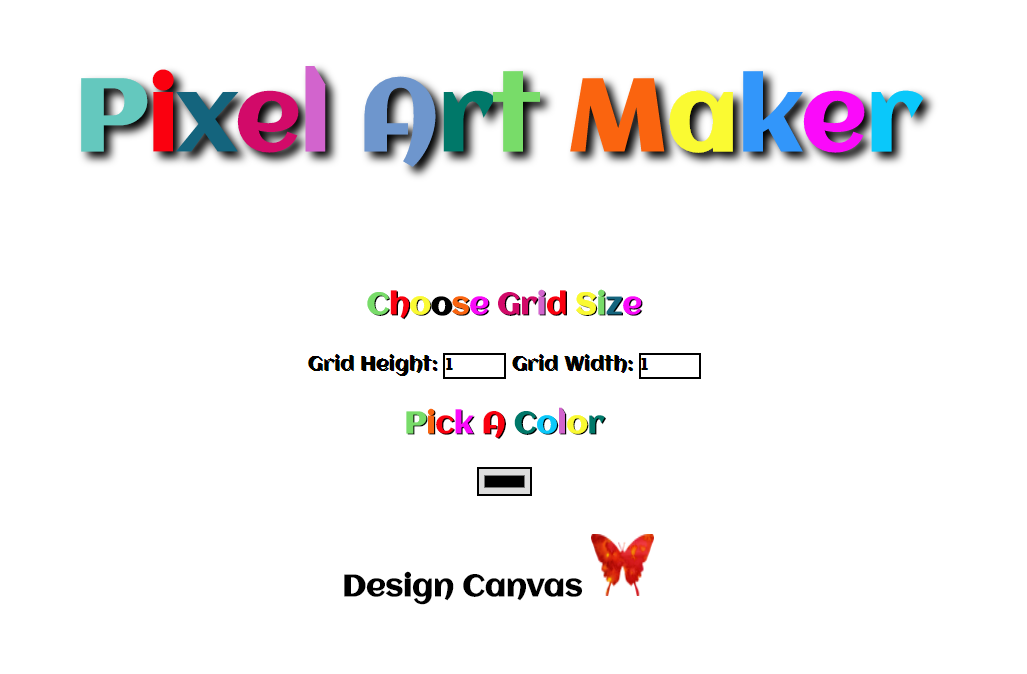 Pixel Art Maker
Choose Grid Size
Grid Height: 1 Grid Width: 1
Pick A Color
Design Canvas